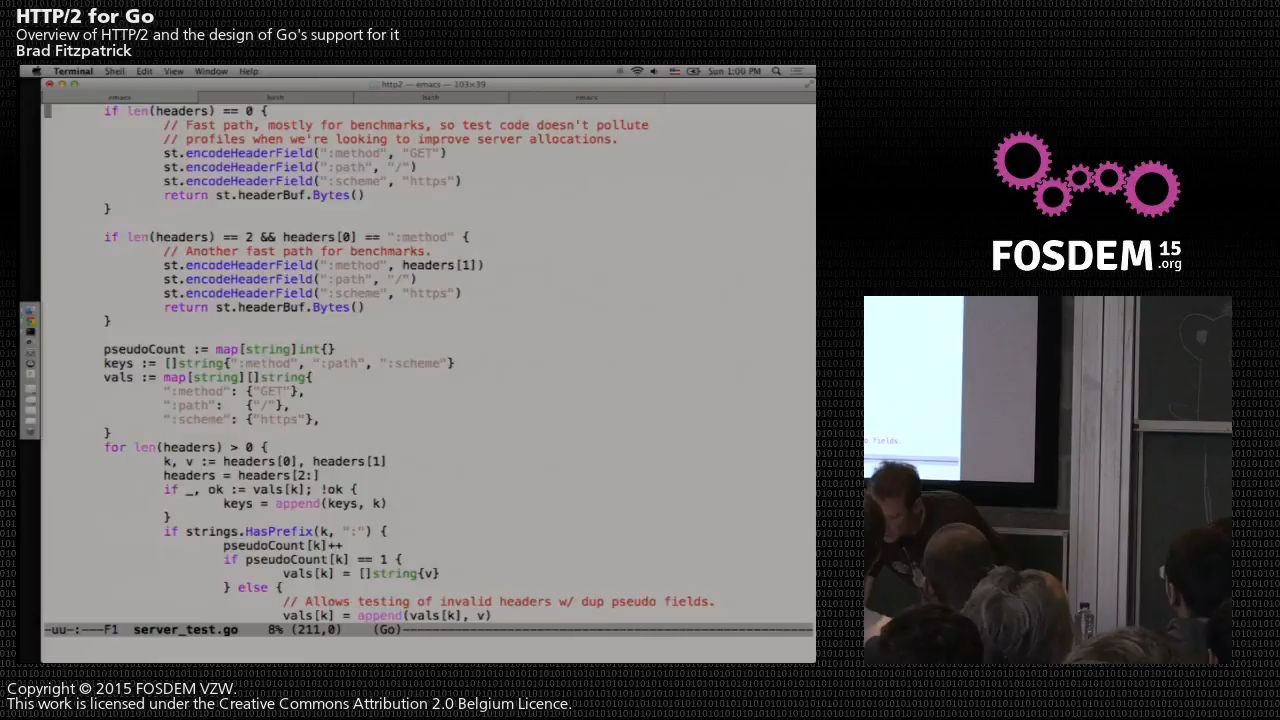 HTTP/2 for Go
Overview of HTTP/2 and the design of Go's support for it
Brad Fitzpatrick
Terminal Shell Edit View Window Help
Sun 1:00 PM
http2 — emacs — 103×39
emacs bash bash emacs
if len(headers) == 0 {
// Fast path, mostly for benchmarks, so test code doesn't pollute
// profiles when we're looking to improve server allocations.
st.encodeHeaderField(":method", "GET")
st.encodeHeaderField(":path", "/")
st.encodeHeaderField(":scheme", "https")
return st.headerBuf.Bytes()
}
if len(headers) == 2 && headers[0] == ":method" {
// Another fast path for benchmarks.
st.encodeHeaderField(":method", headers[1])
st.encodeHeaderField(":path", "/")
st.encodeHeaderField(":scheme", "https")
return st.headerBuf.Bytes()
}
pseudoCount := map[string]int{}
keys := []string{":method", ":path", ":scheme"}
vals := map[string][]string{
":method": {"GET"},
":path": {"/"},
":scheme": {"https"},
}
for len(headers) > 0 {
k, v := headers[0], headers[1]
headers = headers[2:]
if _, ok := vals[k]; !ok {
keys = append(keys, k)
}
if strings.HasPrefix(k, ":") {
pseudoCount[k]++
if pseudoCount[k] == 1 {
vals[k] = []string{v}
} else {
// Allows testing of invalid headers w/ dup pseudo fields.
vals[k] = append(vals[k], v)
-uu-:---F1 server_test.go 8% (211,0) (Go)
FOSDEM 15
.org
fields.
Copyright © 2015 FOSDEM VZW.
This work is licensed under the Creative Commons Attribution 2.0 Belgium Licence.